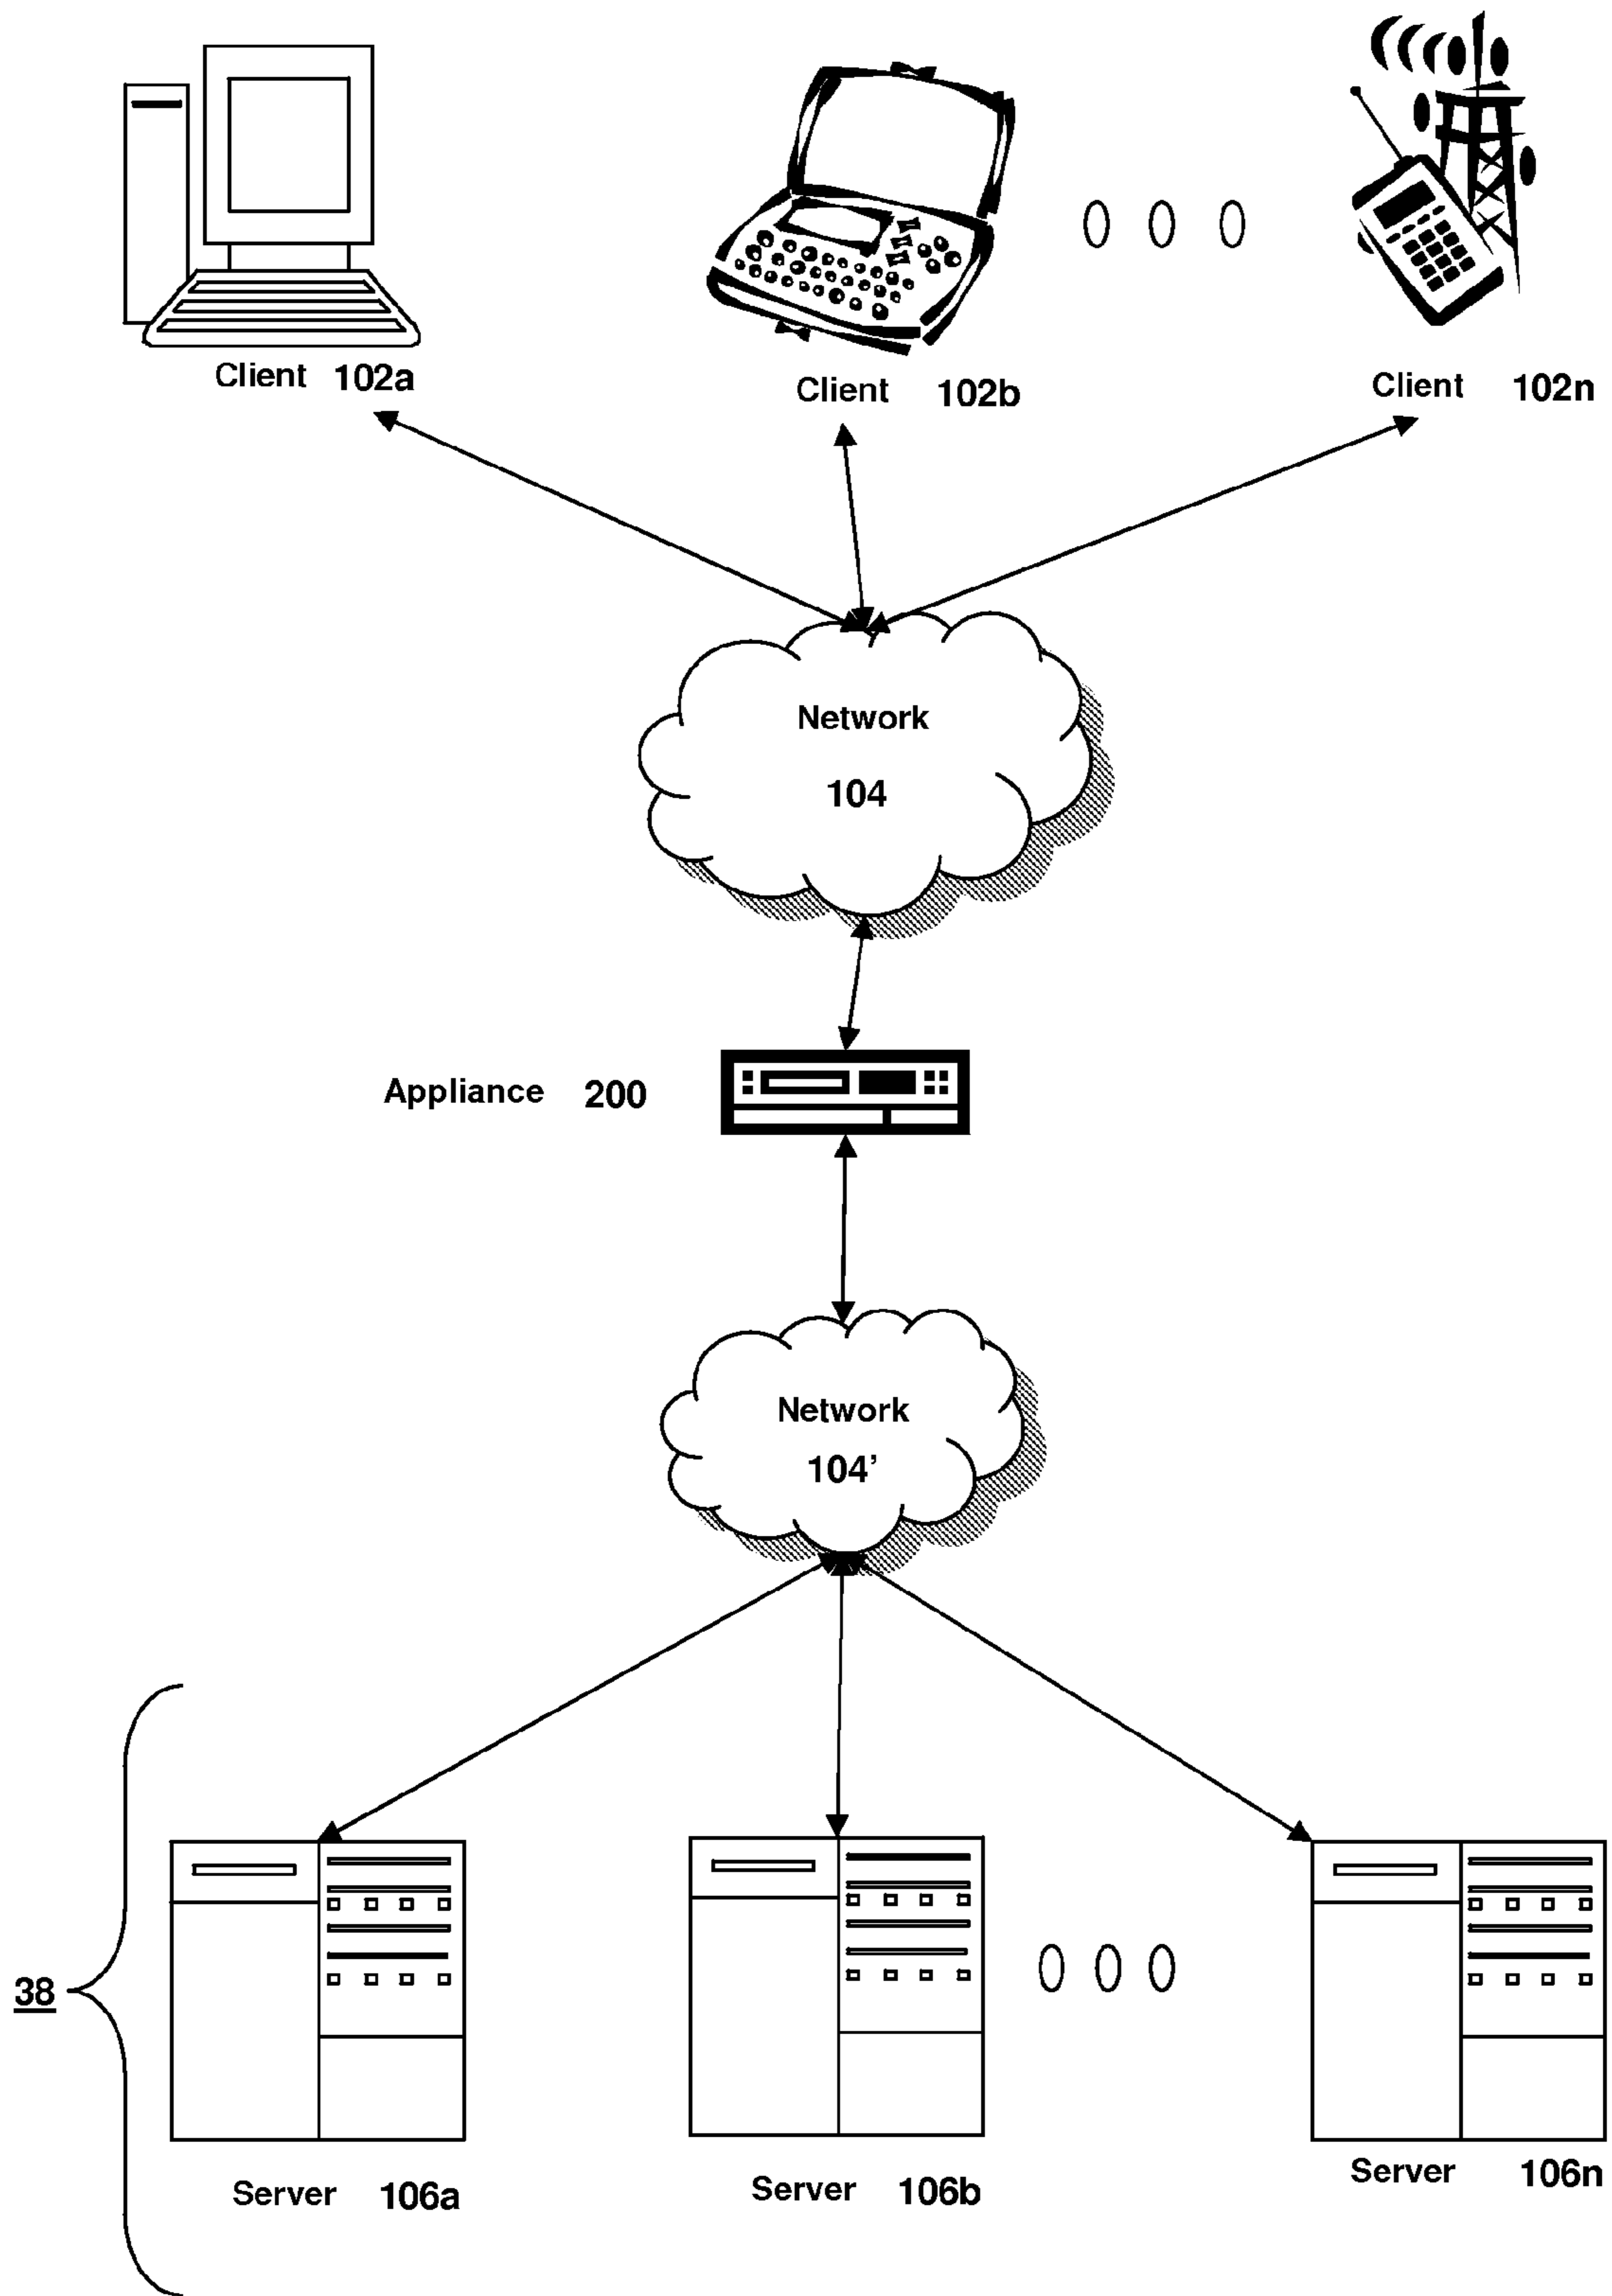 Client 102a
Client 102b
Client 102n
Network
104
Appliance 200
Network
104'
38
Server 106a
Server 106b
Server 106n